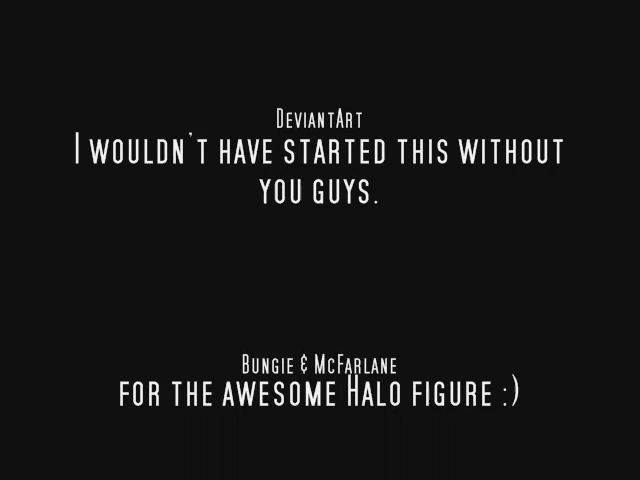 DeviantArt
I wouldn't have started this without
you guys.
Bungie & McFarlane
for the awesome Halo figure :)